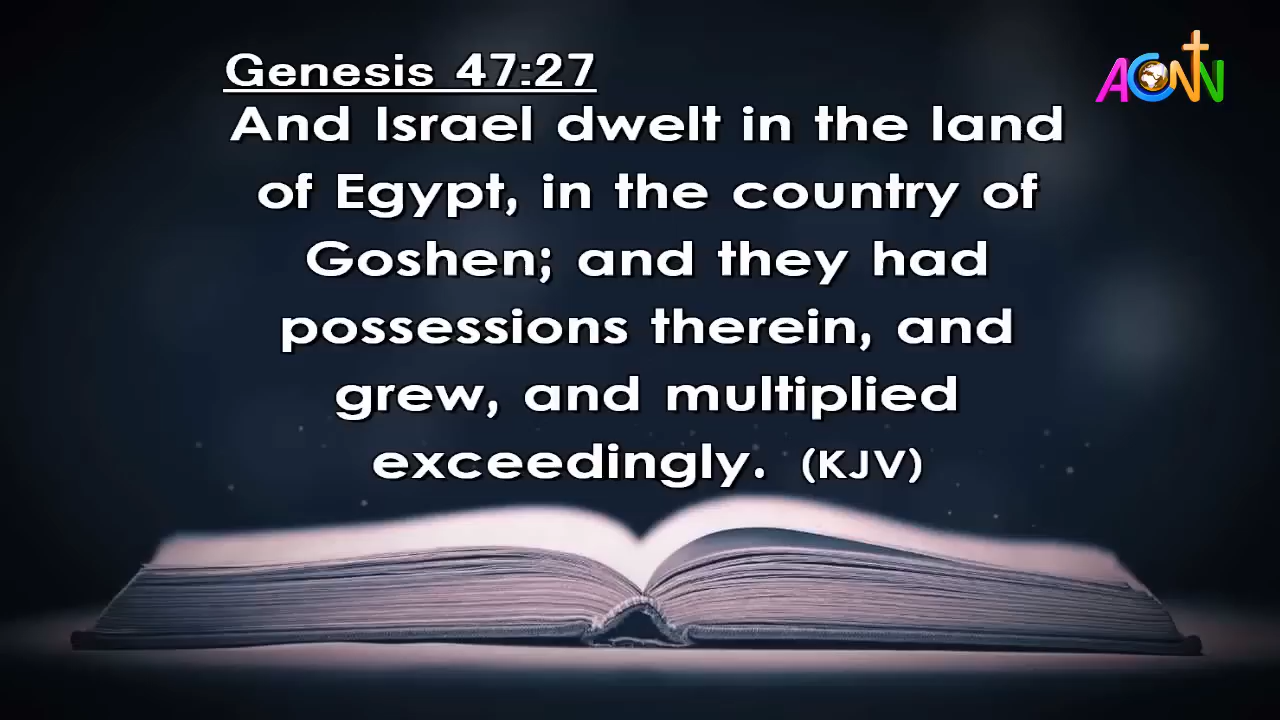 Genesis 47:27
ACNN
And Israel dwelt in the land
of Egypt, in the country of
Goshen; and they had
possessions therein, and
grew, and multiplied
exceedingly. (KJV)